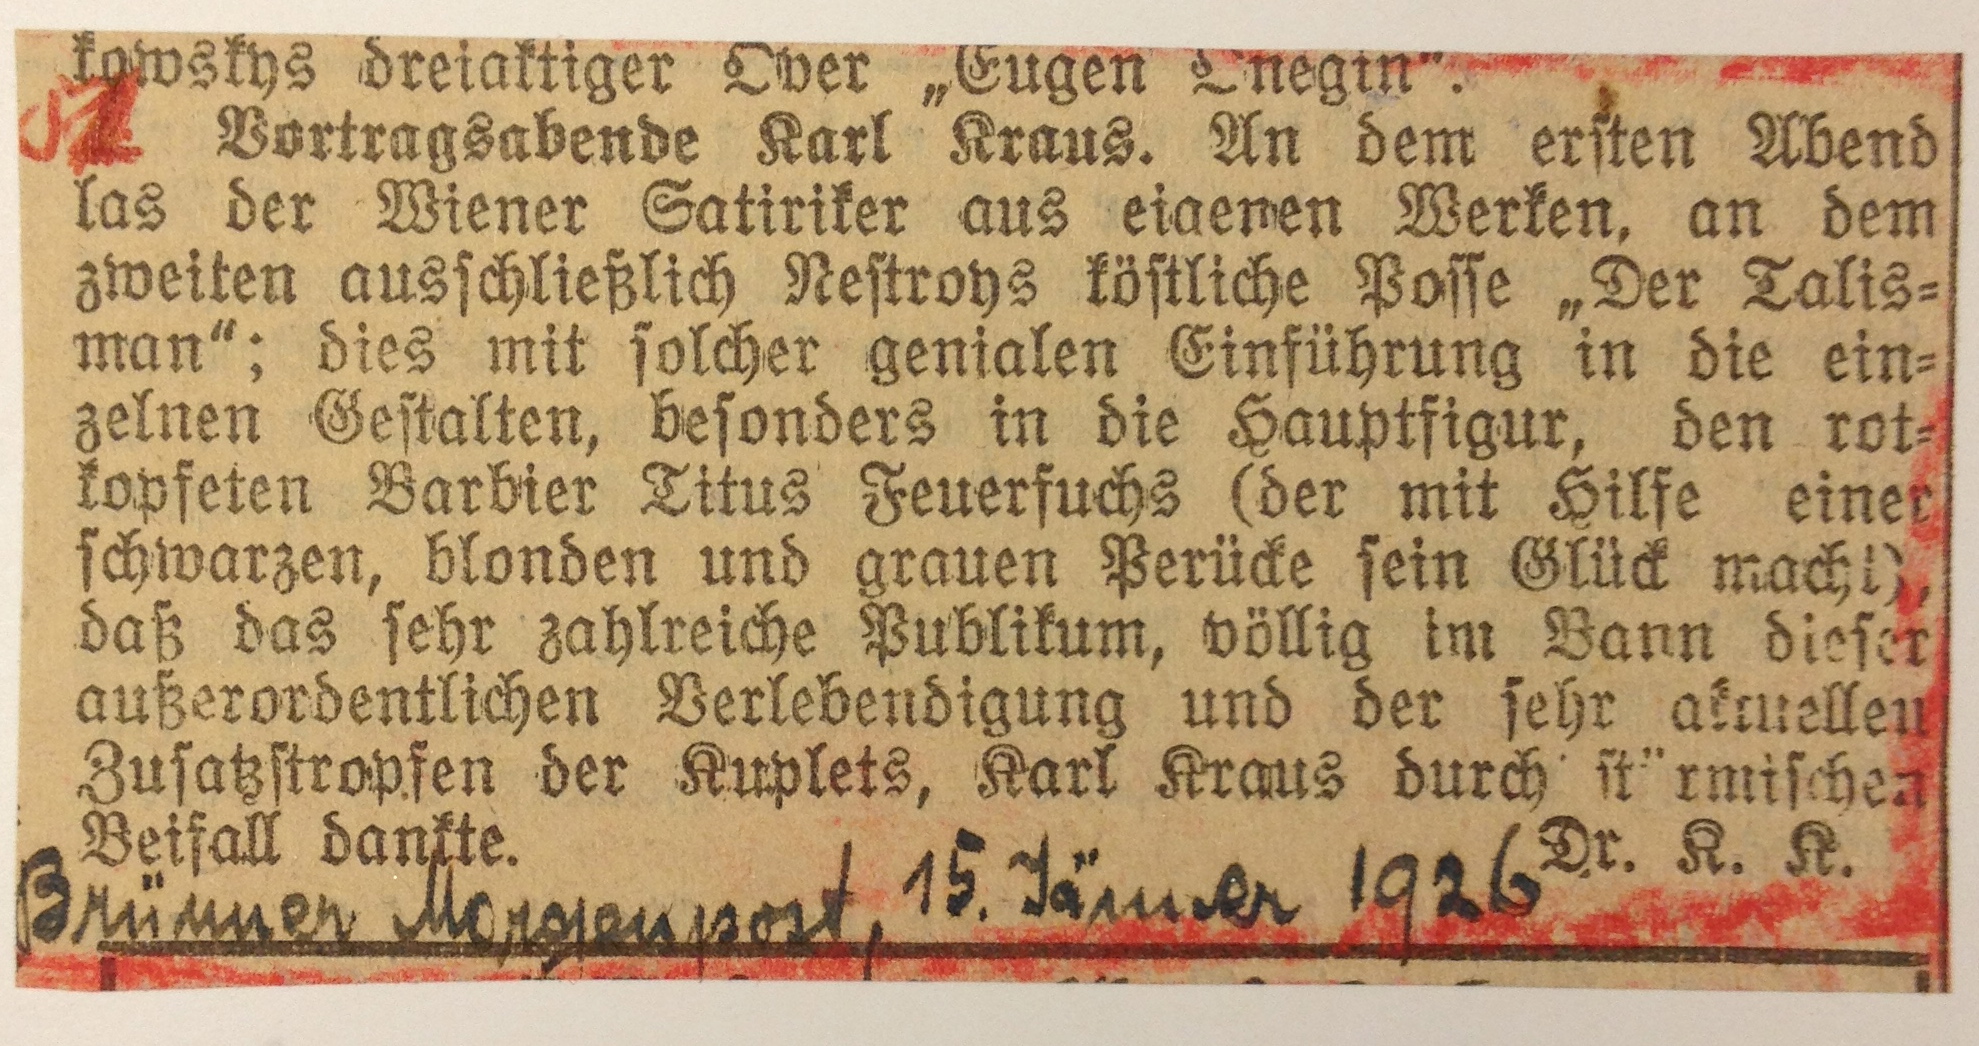 kowskys dreiaktiger Oper „Eugen Onegin“.
Vortragsabende Karl Kraus. An dem ersten Abend
las der Wiener Satiriker aus eigenen Werken, an dem
zweiten ausschließlich Nestroys köstliche Posse „Der Talis-
man“; dies mit solcher genialen Einführung in die ein-
zelnen Gestalten, besonders in die Hauptfigur, den rot-
kopfeten Barbier Titus Feuerfuchs (der mit Hilfe einer
schwarzen, blonden und grauen Perücke sein Glück macht),
daß das sehr zahlreiche Publikum, völlig im Bann dieser
außerordentlichen Verlebendigung und der sehr aktuellen
Zusatzstropfen der Kuplets, Karl Kraus durch stürmischen
Beifall dankte. Dr. K. K.
Brünner Morgenpost, 15. Jänner 1926